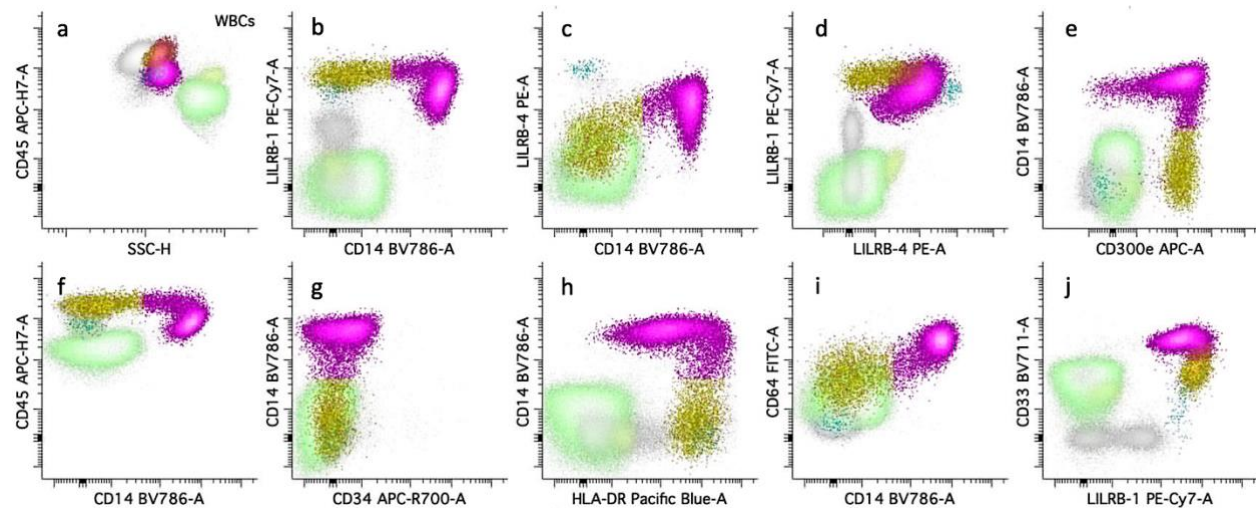 a
WBCs
CD45 APC-H7-A
SSC-H
b
LILRB-1 PE-Cy7-A
CD14 BV786-A
c
LILRB-4 PE-A
CD14 BV786-A
d
LILRB-1 PE-Cy7-A
LILRB-4 PE-A
e
CD14 BV786-A
CD300e APC-A
f
CD45 APC-H7-A
CD14 BV786-A
g
CD14 BV786-A
CD34 APC-R700-A
h
CD14 BV786-A
HLA-DR Pacific Blue-A
i
CD64 FITC-A
CD14 BV786-A
j
CD33 BV711-A
LILRB-1 PE-Cy7-A